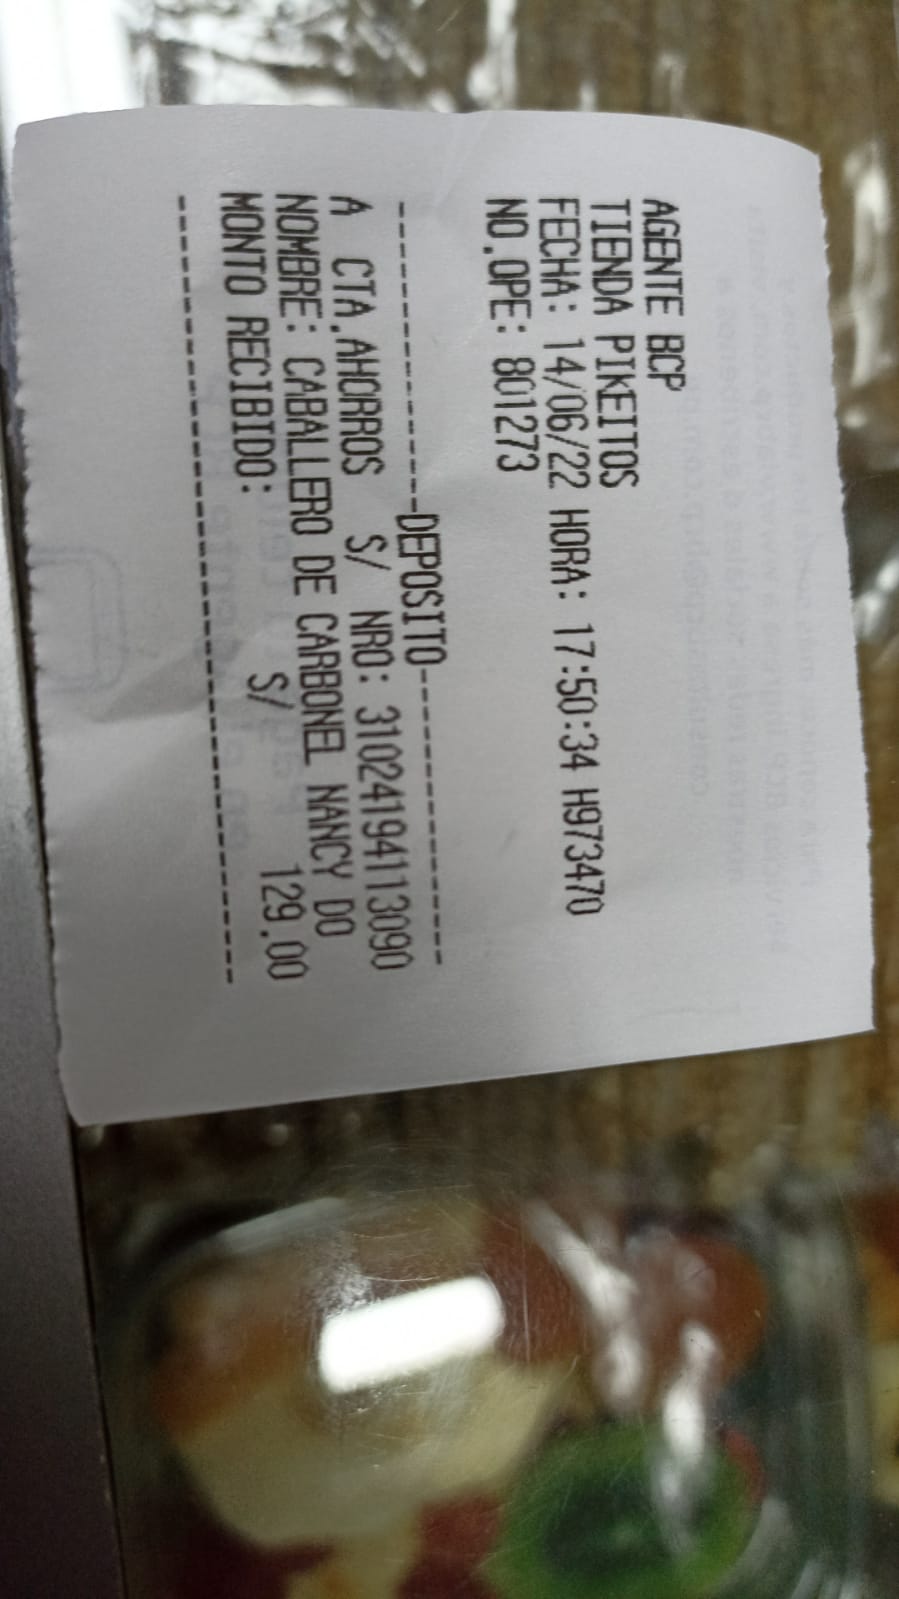 AGENTE BCP
TIENDA PIKEITOS
FECHA: 14/06/22 HORA: 17:50:34 H973470
NO.OPE: 801273
---------------DEPOSITO---------------
A CTA.AHORROS S/ NRO: 31024194113090
NOMBRE: CABALLERO DE CARBONEL NANCY DO
MONTO RECIBIDO: S/ 129.00
--------------------------------------